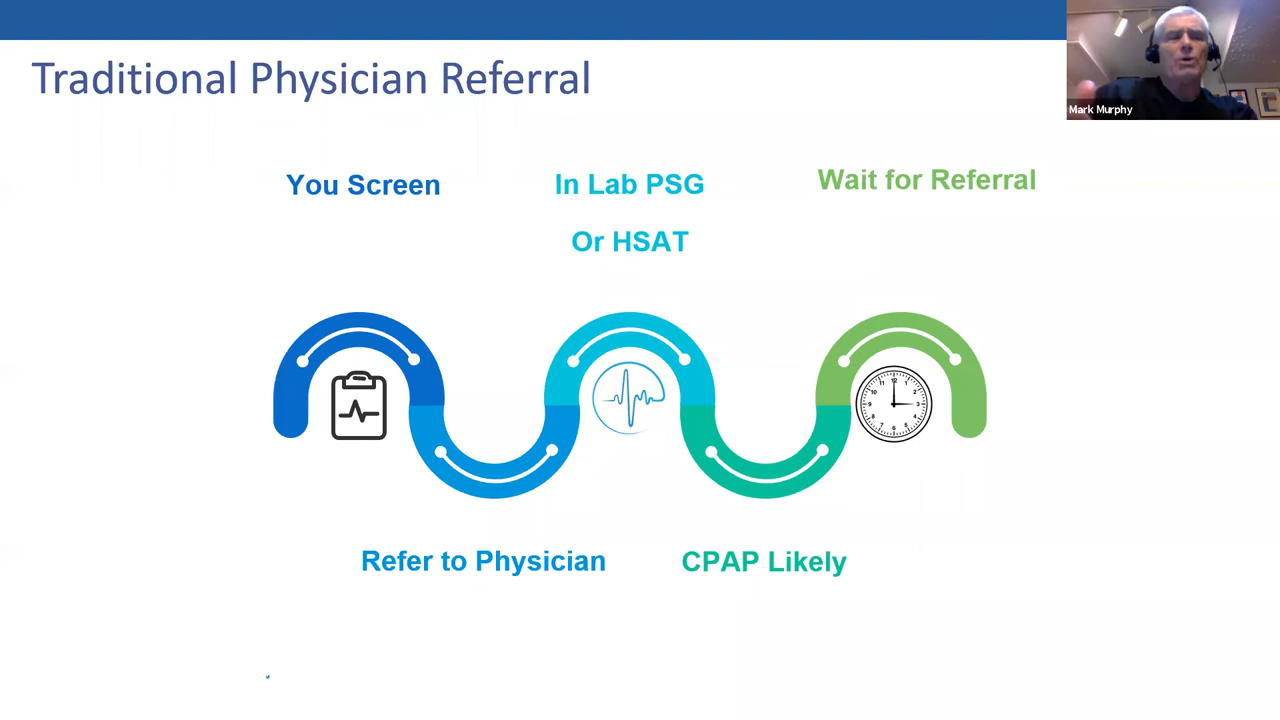 Traditional Physician Referral
Mark Murphy
You Screen
In Lab PSG
Or HSAT
Wait for Referral
Refer to Physician
CPAP Likely